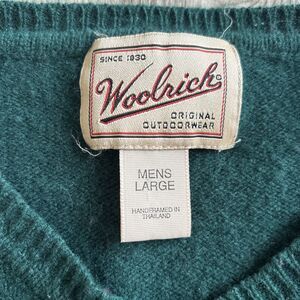 SINCE 1830
Woolrich
ORIGINAL
OUTDOORWEAR
MENS
LARGE
HANDFRAMED IN
THAILAND